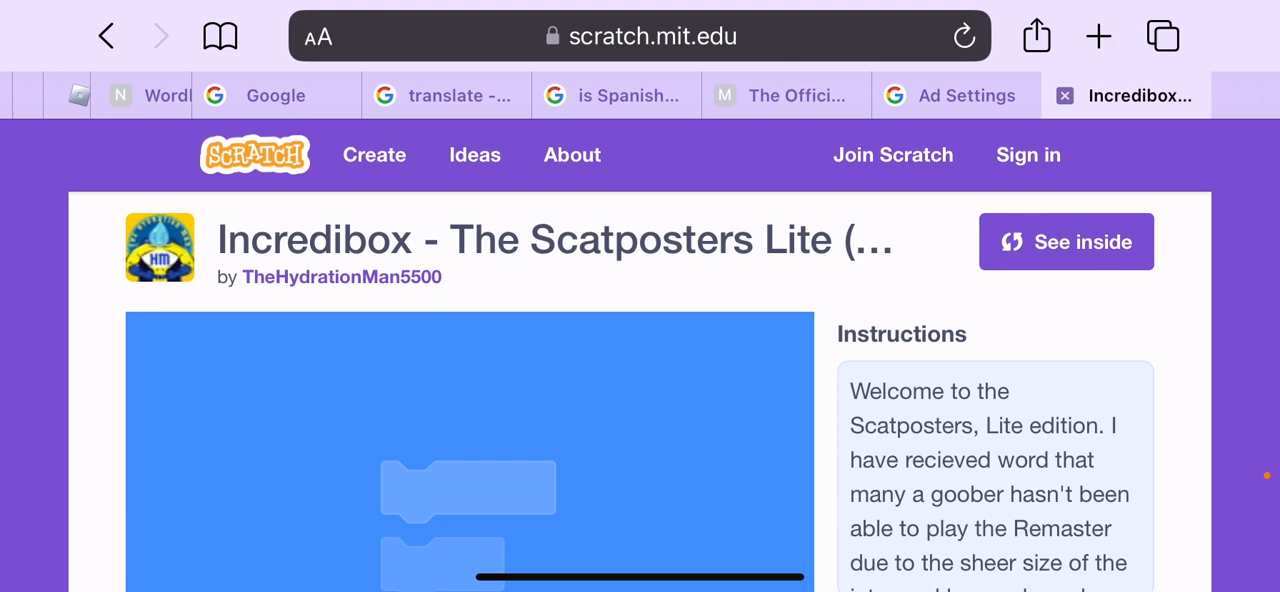 AA scratch.mit.edu
N Wordl Google translate -... is Spanish... M The Offici... Ad Settings Incredibox...
SCRATCH Create Ideas About Join Scratch Sign in
HM
Incredibox - The Scatposters Lite (...
See inside
by TheHydrationMan5500
Instructions
Welcome to the
Scatposters, Lite edition. I
have recieved word that
many a goober hasn't been
able to play the Remaster
due to the sheer size of the